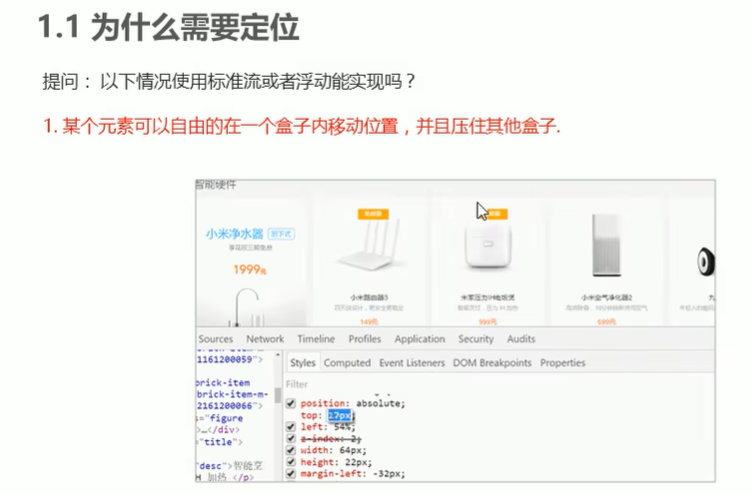 1.1 为什么需要定位
提问： 以下情况使用标准流或者浮动能实现吗？
1. 某个元素可以自由的在一个盒子内移动位置，并且压住其他盒子.
智能硬件
小米净水器 厨下式
1999元
小米路由器3
米家压力IH电饭煲
小米空气净化器2
149元
999元
699元
Sources Network Timeline Profiles Application Security Audits
1161200059">
brick-item
brick-item-m-
2161200066">
="figure
>…</div>
="title">
"desc">智能烹
H 加热 </p>
Styles Computed Event Listeners DOM Breakpoints Properties
Filter
position: absolute;
top: 17px;
left: 54%;
z-index: 2;
width: 64px;
height: 22px;
margin-left: -32px;